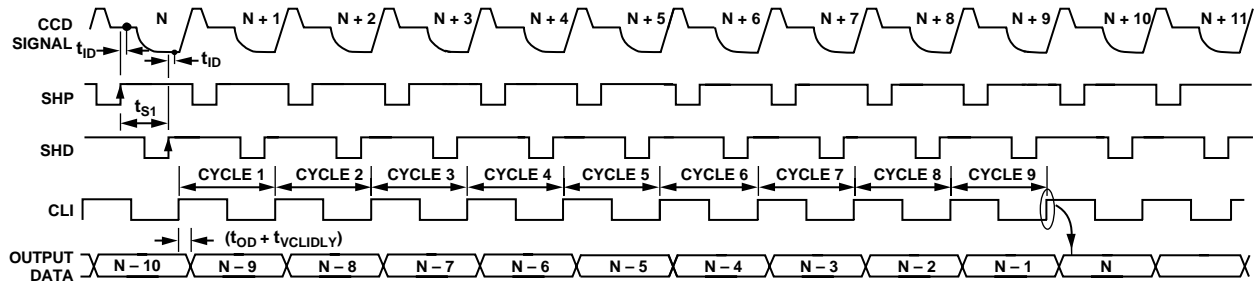 CCD SIGNAL
N N + 1 N + 2 N + 3 N + 4 N + 5 N + 6 N + 7 N + 8 N + 9 N + 10 N + 11
tID
tID
SHP
tS1
SHD
CYCLE 1 CYCLE 2 CYCLE 3 CYCLE 4 CYCLE 5 CYCLE 6 CYCLE 7 CYCLE 8 CYCLE 9
CLI
(tOD + tVCLIDLY)
OUTPUT DATA
N – 10 N – 9 N – 8 N – 7 N – 6 N – 5 N – 4 N – 3 N – 2 N – 1 N